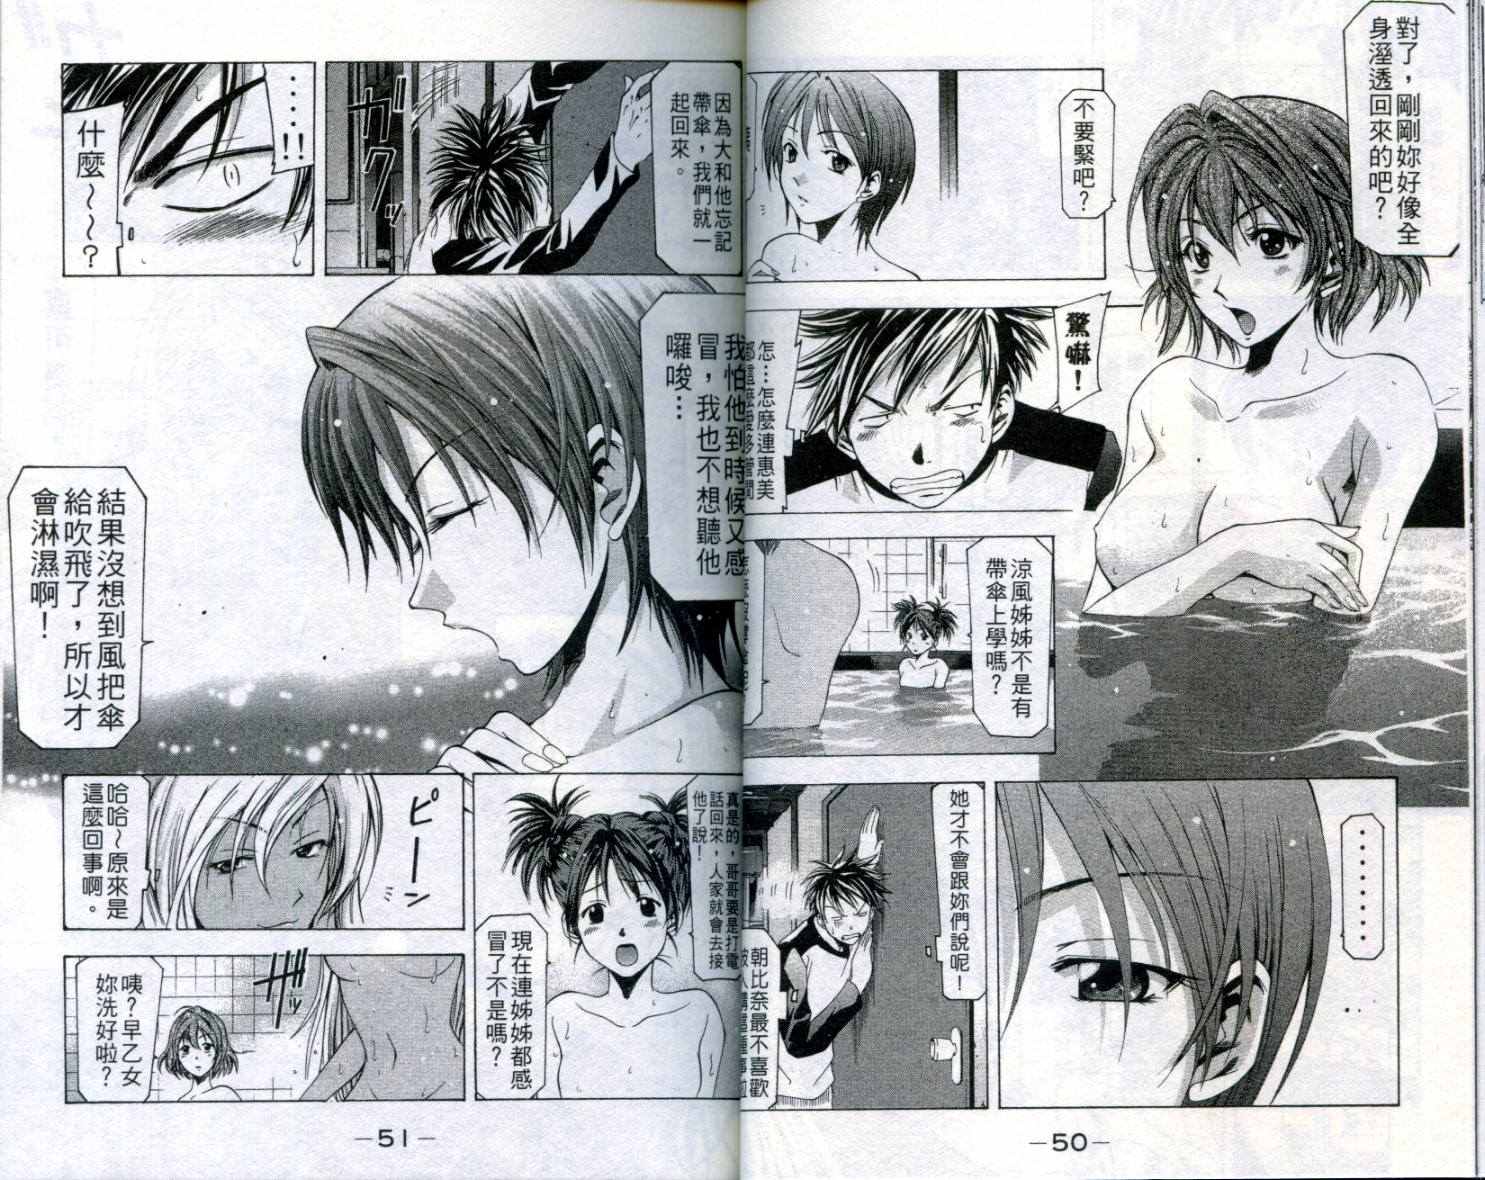 對了，剛剛妳好像全
身溼透回來的吧？
不要緊吧？
驚嚇！
怎…怎麼連惠美
涼風姊姊不是有
帶傘上學嗎？
………
她才不會跟妳們說呢！
朝比奈最不喜歡
—50—
因為大和他忘記
帶傘，我們就一
起回來。
ガクッ
……!!
什麼～～？
我怕他到時候又感
冒，我也不想聽他
囉唆…
結果沒想到風把傘
給吹飛了，所以才
會淋濕啊！
真是的，哥哥要是打電
話回來，人家就會去接
他了說！
現在連姊姊都感
冒了不是嗎？
ピーン
哈哈～原來是
這麼回事啊。
咦？早乙女
妳洗好啦？
—51—